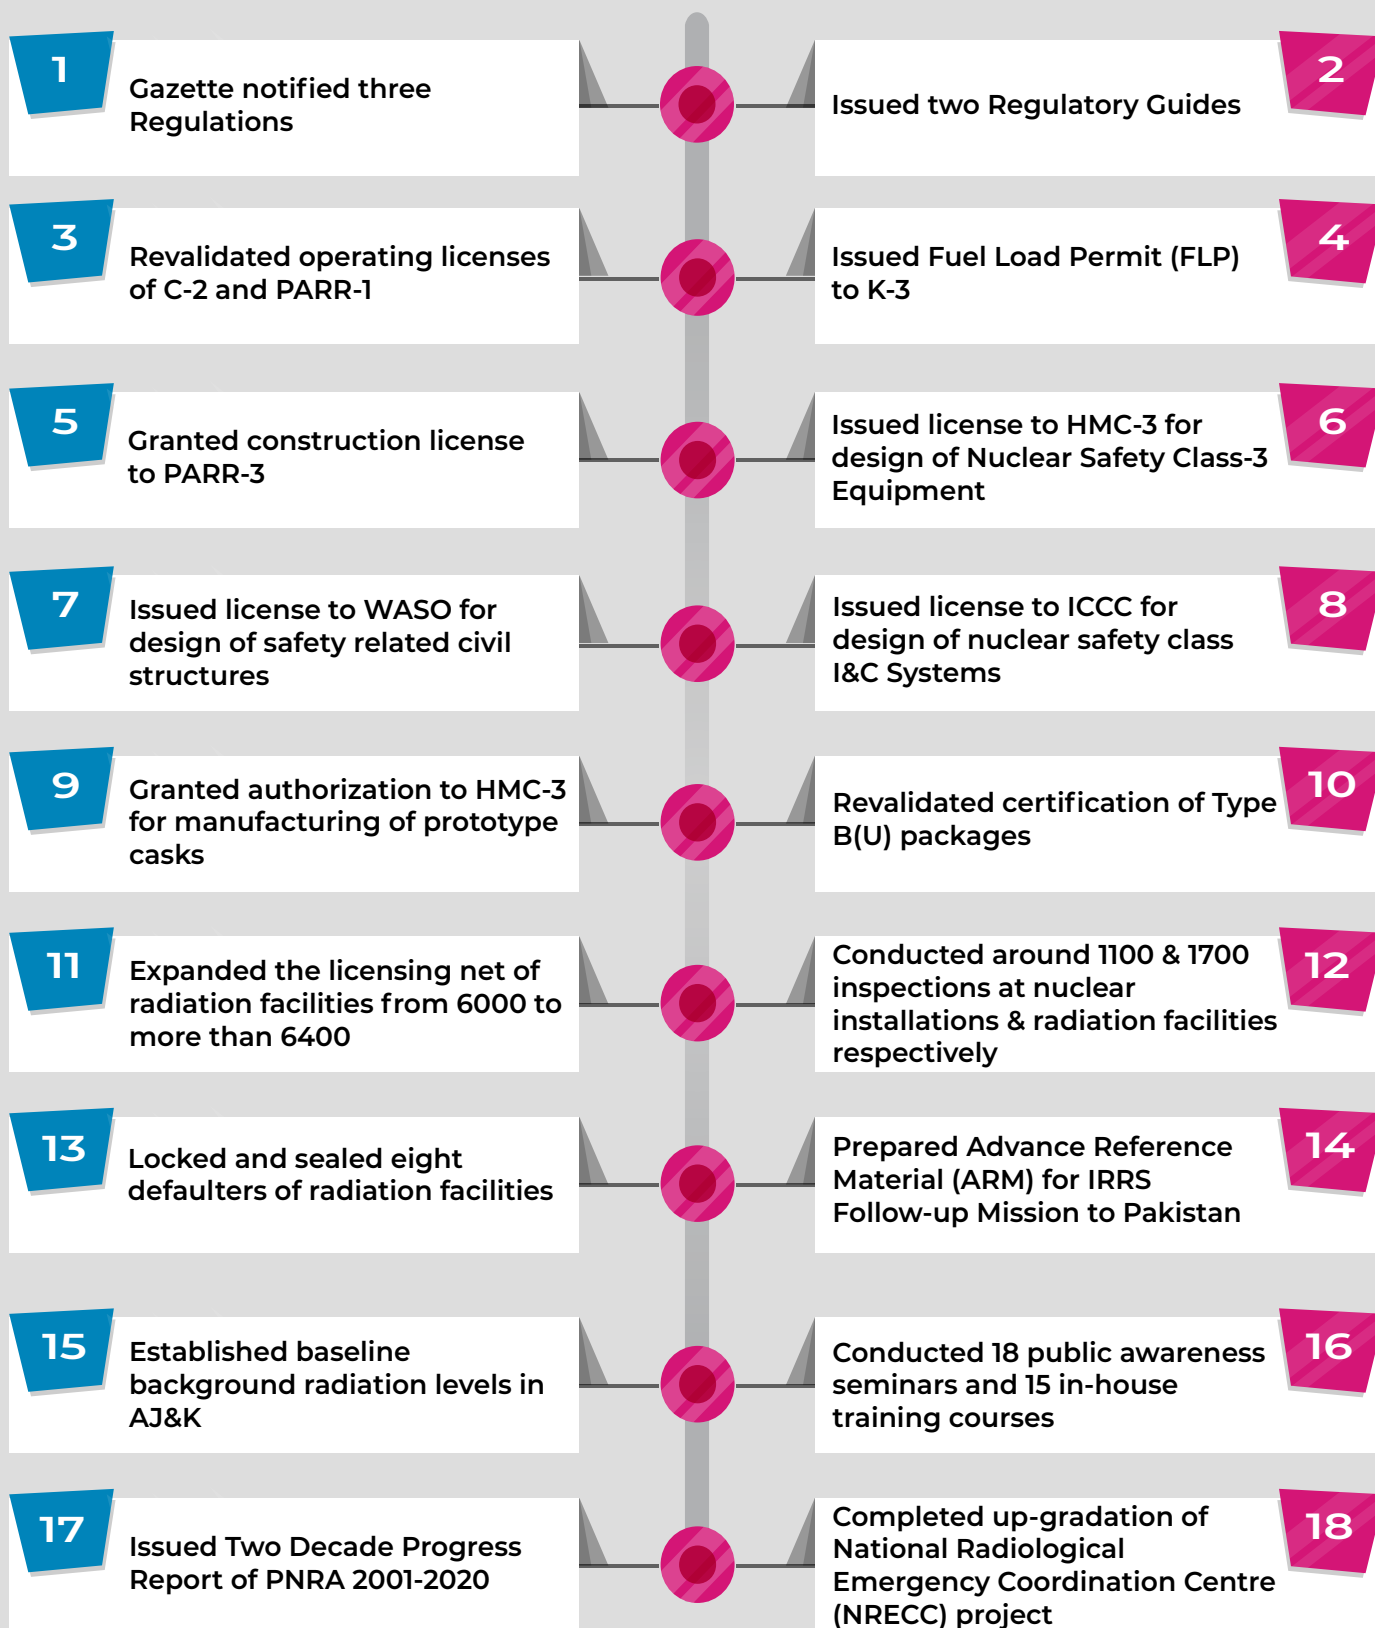 1
Gazette notified three
Regulations
2
Issued two Regulatory Guides
3
Revalidated operating licenses
of C-2 and PARR-1
4
Issued Fuel Load Permit (FLP)
to K-3
5
Granted construction license
to PARR-3
6
Issued license to HMC-3 for
design of Nuclear Safety Class-3
Equipment
7
Issued license to WASO for
design of safety related civil
structures
8
Issued license to ICCC for
design of nuclear safety class
I&C Systems
9
Granted authorization to HMC-3
for manufacturing of prototype
casks
10
Revalidated certification of Type
B(U) packages
11
Expanded the licensing net of
radiation facilities from 6000 to
more than 6400
12
Conducted around 1100 & 1700
inspections at nuclear
installations & radiation facilities
respectively
13
Locked and sealed eight
defaulters of radiation facilities
14
Prepared Advance Reference
Material (ARM) for IRRS
Follow-up Mission to Pakistan
15
Established baseline
background radiation levels in
AJ&K
16
Conducted 18 public awareness
seminars and 15 in-house
training courses
17
Issued Two Decade Progress
Report of PNRA 2001-2020
18
Completed up-gradation of
National Radiological
Emergency Coordination Centre
(NRECC) project